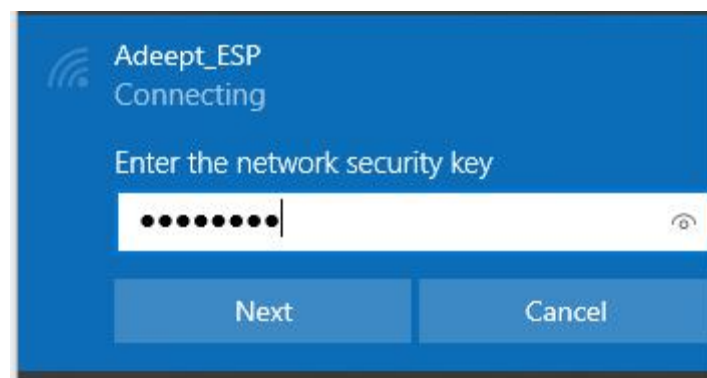 Adeept_ESP
Connecting
Enter the network security key
●●●●●●●●
Next
Cancel